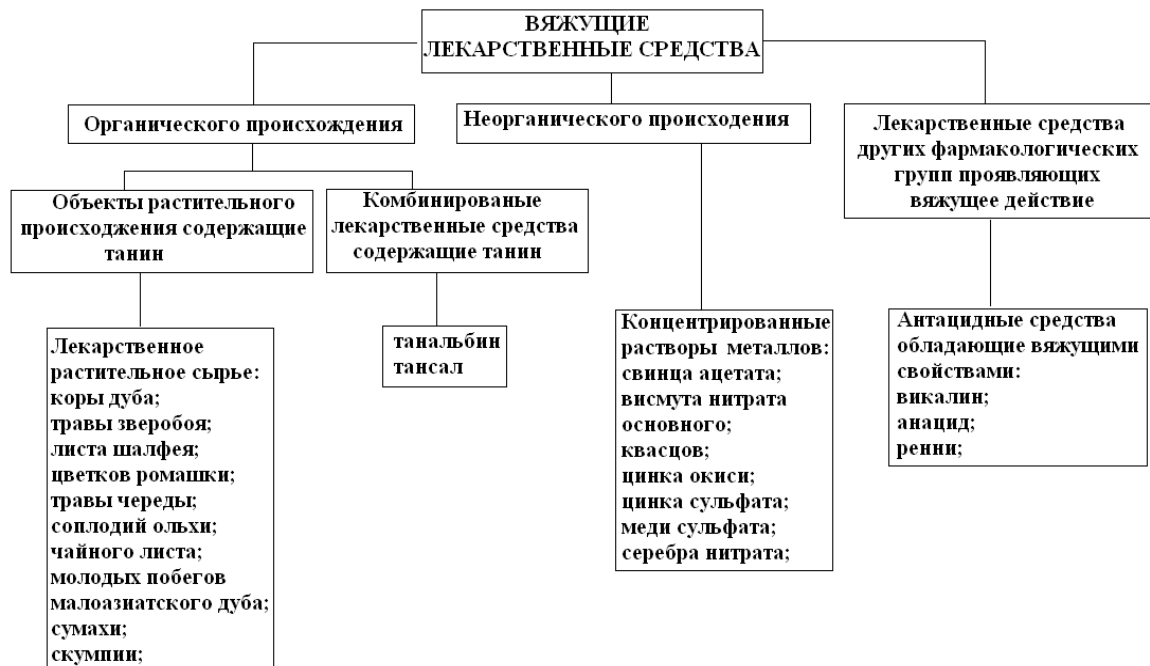 ВЯЖУЩИЕ
ЛЕКАРСТВЕННЫЕ СРЕДСТВА
Органического происхождения
Неорганического происходения
Лекарственные средства
других фармакологических
групп проявляющих
вяжущее действие
Объекты растительного
происходжения содержащие
танин
Комбинированые
лекарственные средства
содержащие танин
Лекарственное
растительное сырье:
коры дуба;
травы зверобоя;
листа шалфея;
цветков ромашки;
травы череды;
соплодий ольхи;
чайного листа;
молодых побегов
малоазиатского дуба;
сумахи;
скумпии;
танальбин
тансал
Концентрированные
растворы металлов:
свинца ацетата;
висмута нитрата
основного;
квасцов;
цинка окиси;
цинка сульфата;
меди сульфата;
серебра нитрата;
Антацидные средства
обладающие вяжущими
свойствами:
викалин;
анацид;
ренни;